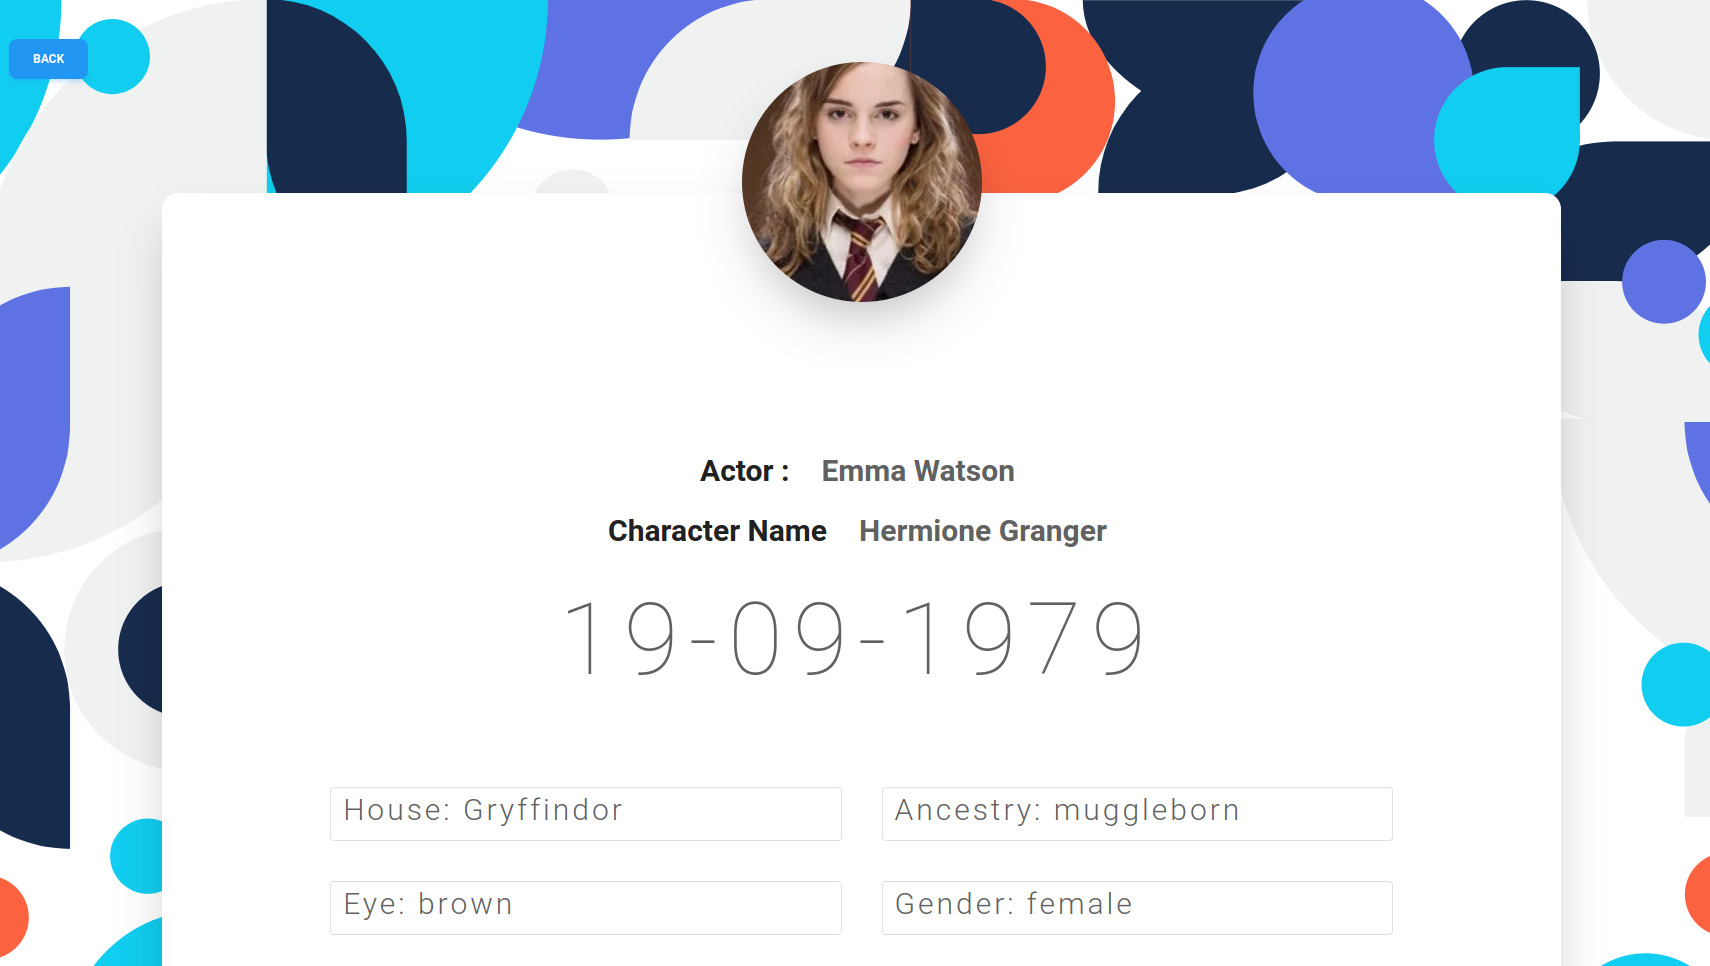 BACK
Actor : Emma Watson
Character Name Hermione Granger
19-09-1979
House: Gryffindor
Ancestry: muggleborn
Eye: brown
Gender: female